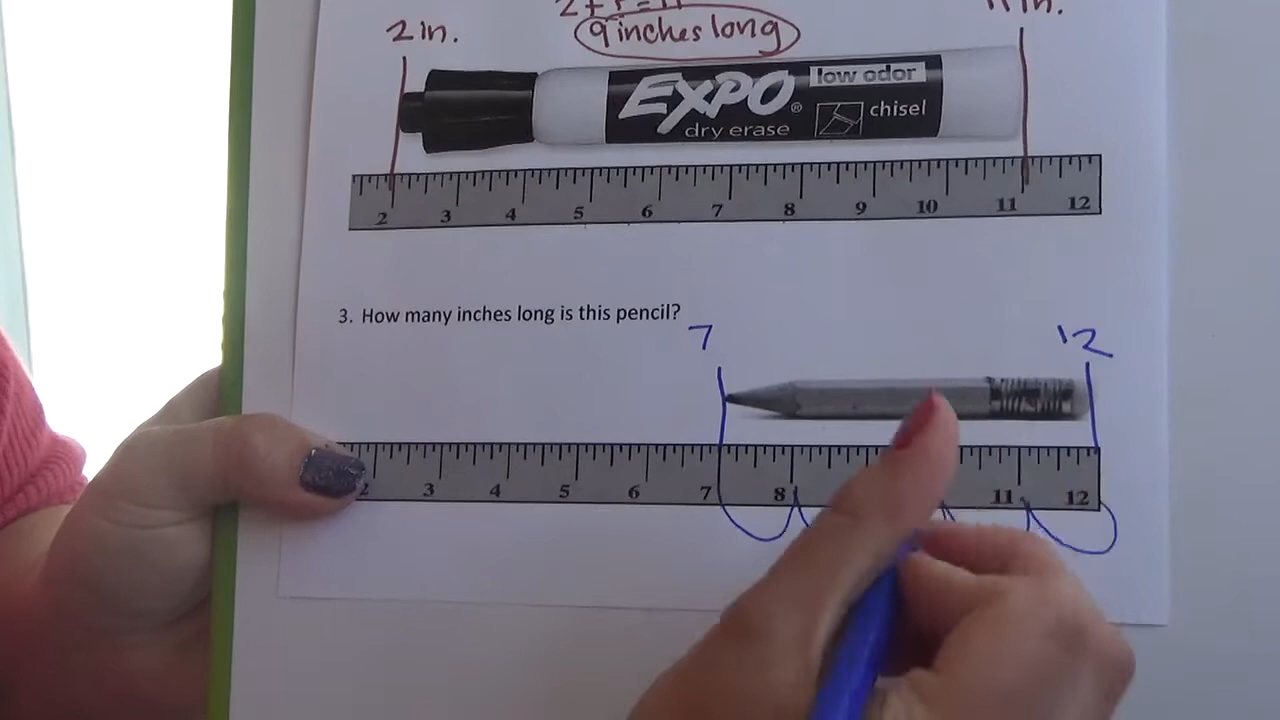 2 in.
9 inches long
in.
EXPO®
low odor
dry erase
chisel
2 3 4 5 6 7 8 9 10 11 12
3. How many inches long is this pencil?
7 12
2 3 4 5 6 7 8 11 12